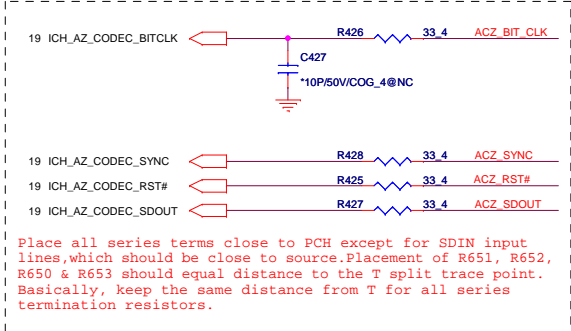 19 ICH_AZ_CODEC_BITCLK R426 33_4 ACZ_BIT_CLK
C427
*10P/50V/COG_4@NC
19 ICH_AZ_CODEC_SYNC R428 33_4 ACZ_SYNC
19 ICH_AZ_CODEC_RST# R425 33_4 ACZ_RST#
19 ICH_AZ_CODEC_SDOUT R427 33_4 ACZ_SDOUT
Place all series terms close to PCH except for SDIN input
lines,which should be close to source.Placement of R651, R652,
R650 & R653 should equal distance to the T split trace point.
Basically, keep the same distance from T for all series
termination resistors.